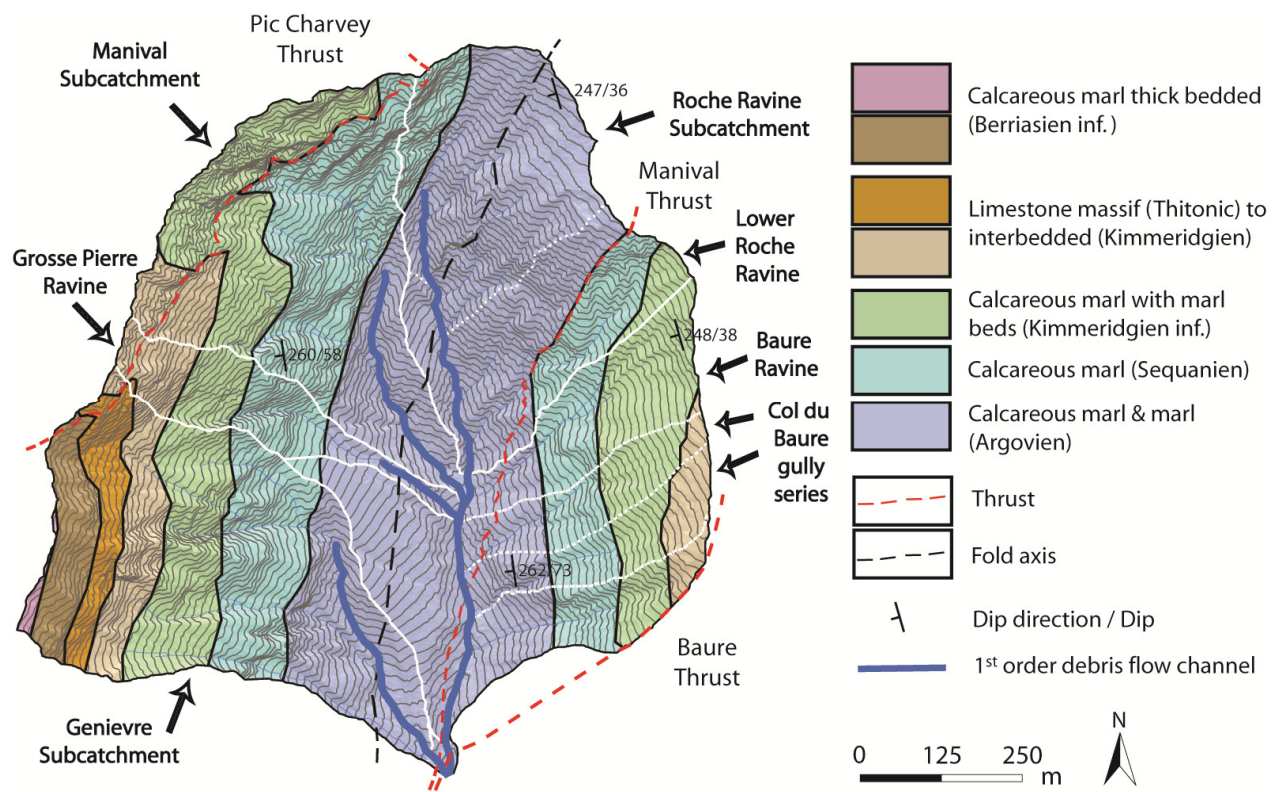 Pic Charvey
Thrust
Manival
Subcatchment
247/36
Roche Ravine
Subcatchment
Manival
Thrust
Lower
Roche
Ravine
Grosse Pierre
Ravine
260/58
248/38
Baure
Ravine
Col du
Baure
gully
series
262/73
Baure
Thrust
Genievre
Subcatchment
Calcareous marl thick bedded
(Berriasien inf.)
Limestone massif (Thitonic) to
interbedded (Kimmeridgien)
Calcareous marl with marl
beds (Kimmeridgien inf.)
Calcareous marl (Sequanien)
Calcareous marl & marl
(Argovien)
Thrust
Fold axis
Dip direction / Dip
1st order debris flow channel
N
0 125 250
m